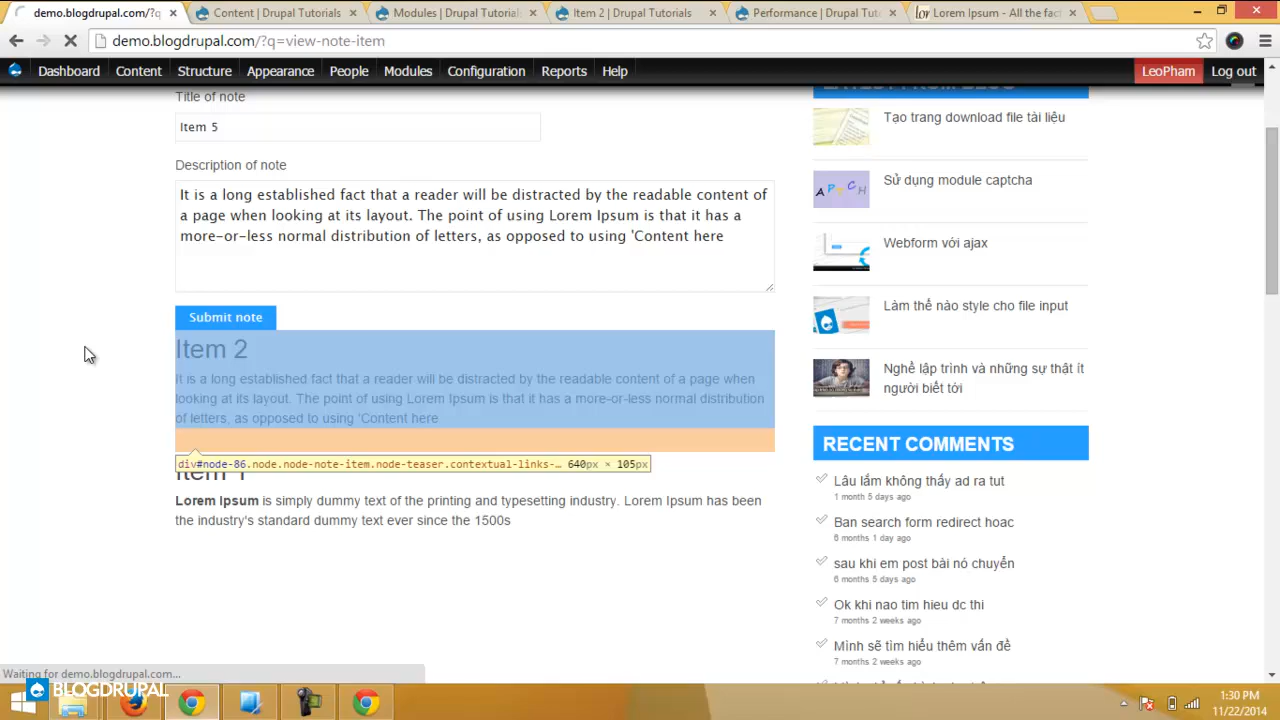 demo.blogdrupal.com/?q
Content | Drupal Tutorials
Modules | Drupal Tutorials
Item 2 | Drupal Tutorials
Performance | Drupal Tut
Lorem Ipsum - All the fact
demo.blogdrupal.com/?q=view-note-item
Dashboard Content Structure Appearance People Modules Configuration Reports Help LeoPham Log out
Title of note
Item 5
Description of note
It is a long established fact that a reader will be distracted by the readable content of
a page when looking at its layout. The point of using Lorem Ipsum is that it has a
more-or-less normal distribution of letters, as opposed to using 'Content here
Submit note
Item 2
It is a long established fact that a reader will be distracted by the readable content of a page when
looking at its layout. The point of using Lorem Ipsum is that it has a more-or-less normal distribution
of letters, as opposed to using 'Content here
div#node-86.node.node-note-item.node-teaser.contextual-links-… 640px × 105px
Item 1
Lorem Ipsum is simply dummy text of the printing and typesetting industry. Lorem Ipsum has been
the industry's standard dummy text ever since the 1500s
LATEST FROM BLOG
Tạo trang download file tài liệu
APTCH
Sử dụng module captcha
Webform với ajax
Làm thế nào style cho file input
Nghề lập trình và những sự thật ít
người biết tới
RECENT COMMENTS
Lâu lắm không thấy ad ra tut
1 month 5 days ago
Ban search form redirect hoac
6 months 1 day ago
sau khi em post bài nó chuyển
6 months 5 days ago
Ok khi nao tim hieu dc thi
7 months 2 weeks ago
Mình sẽ tìm hiểu thêm vấn đề
7 months 2 weeks ago
Waiting for demo.blogdrupal.com...
BLOGDRUPAL
1:30 PM
11/22/2014